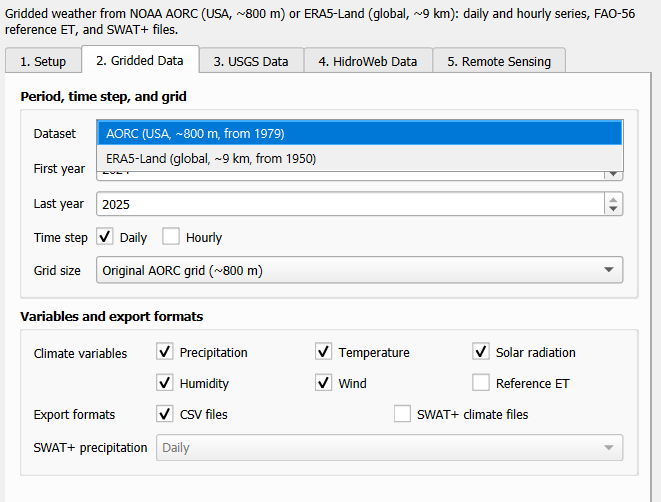 Gridded weather from NOAA AORC (USA, ~800 m) or ERA5-Land (global, ~9 km): daily and hourly series, FAO-56
reference ET, and SWAT+ files.
1. Setup 2. Gridded Data 3. USGS Data 4. HidroWeb Data 5. Remote Sensing
Period, time step, and grid
Dataset AORC (USA, ~800 m, from 1979)
ERA5-Land (global, ~9 km, from 1950)
First year
Last year 2025
Time step Daily Hourly
Grid size Original AORC grid (~800 m)
Variables and export formats
Climate variables Precipitation Temperature Solar radiation
Humidity Wind Reference ET
Export formats CSV files SWAT+ climate files
SWAT+ precipitation Daily